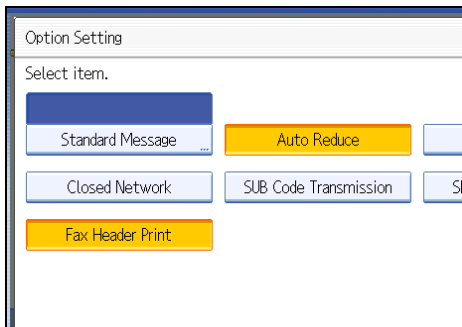 Option Setting
Select item.
Standard Message ...
Auto Reduce
Closed Network
SUB Code Transmission
Fax Header Print